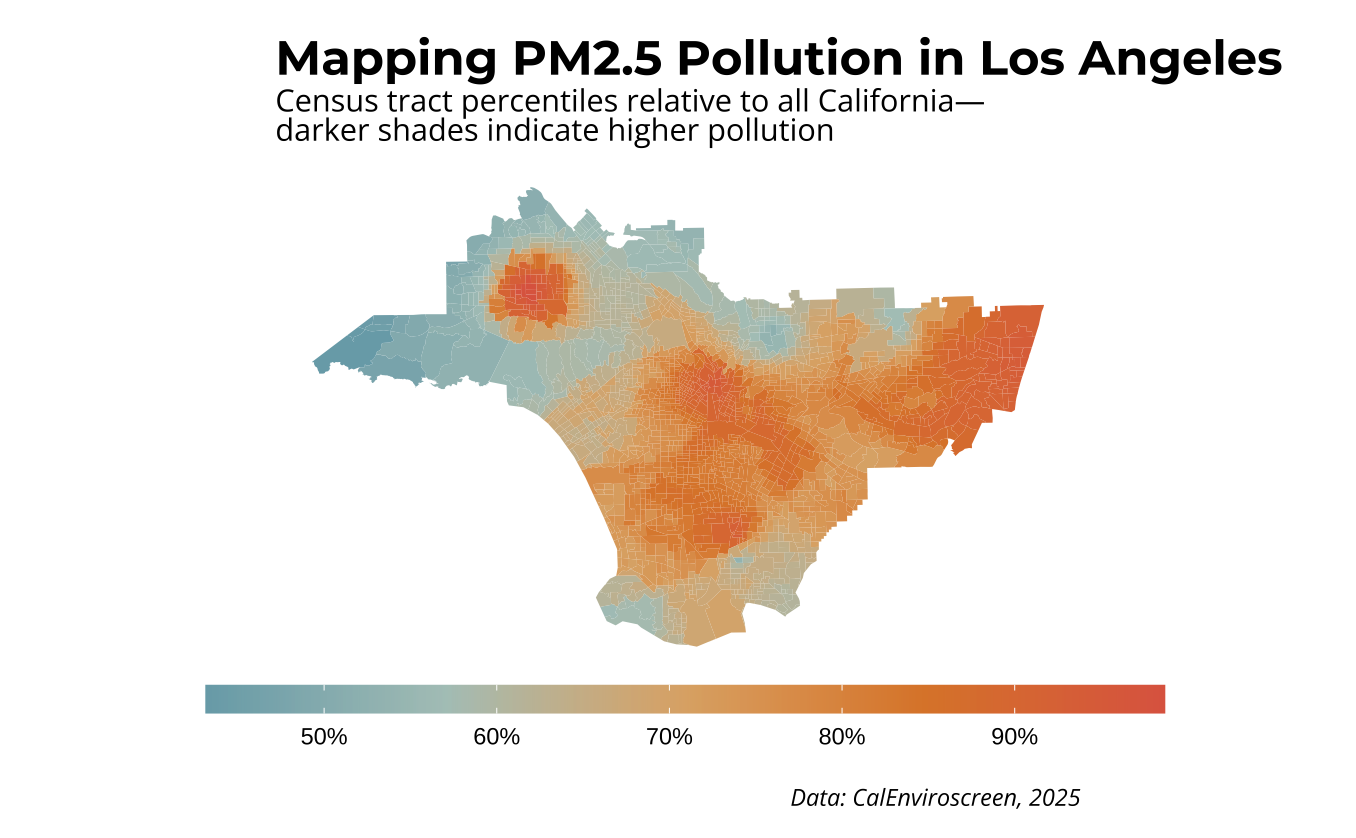 Mapping PM2.5 Pollution in Los Angeles
Census tract percentiles relative to all California—
darker shades indicate higher pollution
50% 60% 70% 80% 90%
Data: CalEnviroscreen, 2025